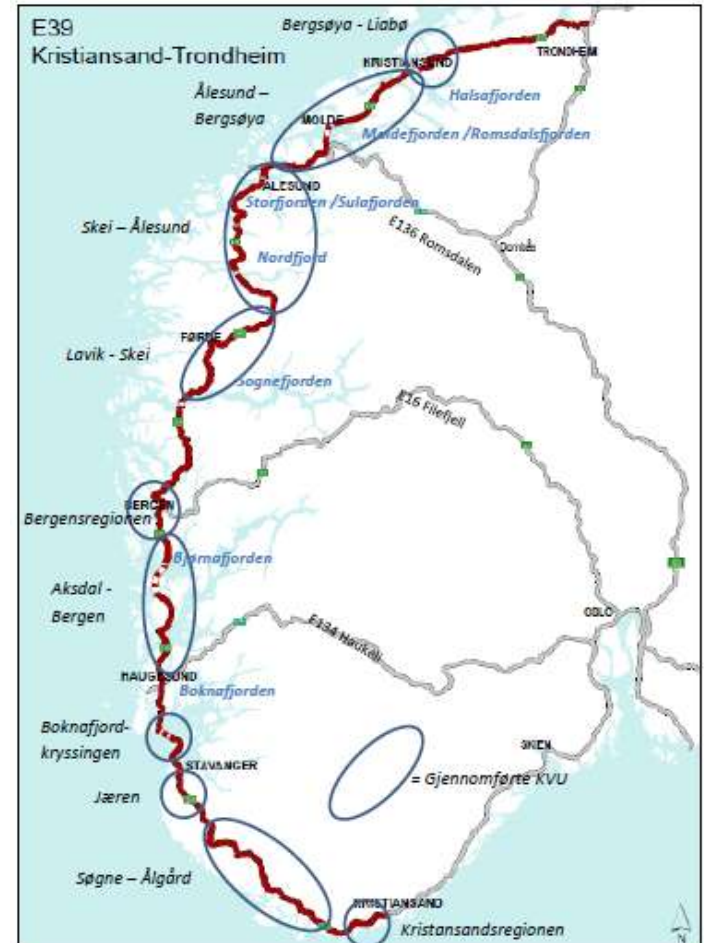 E39
Kristiansand-Trondheim
Bergsøya - Liabø
TRONDHEIM
KRISTIANSUND
Ålesund –
Bergsøya
Halsafjorden
MOLDE
Moldefjorden /Romsdalsfjorden
ÅLESUND
Storfjorden /Sulafjorden
Skei – Ålesund
E136 Romsdalen
Dombås
Nordfjord
FØRDE
Lavik - Skei
Sognefjorden
E16 Filefjell
BERGEN
Bergensregionen
Bjørnafjorden
Aksdal -
Bergen
OSLO
E134 Haukeli
HAUGESUND
Boknafjorden
Boknafjord-
kryssingen
SKIEN
STAVANGER
= Gjennomførte KVU
Jæren
Søgne – Ålgård
KRISTIANSAND
Kristansandsregionen
N